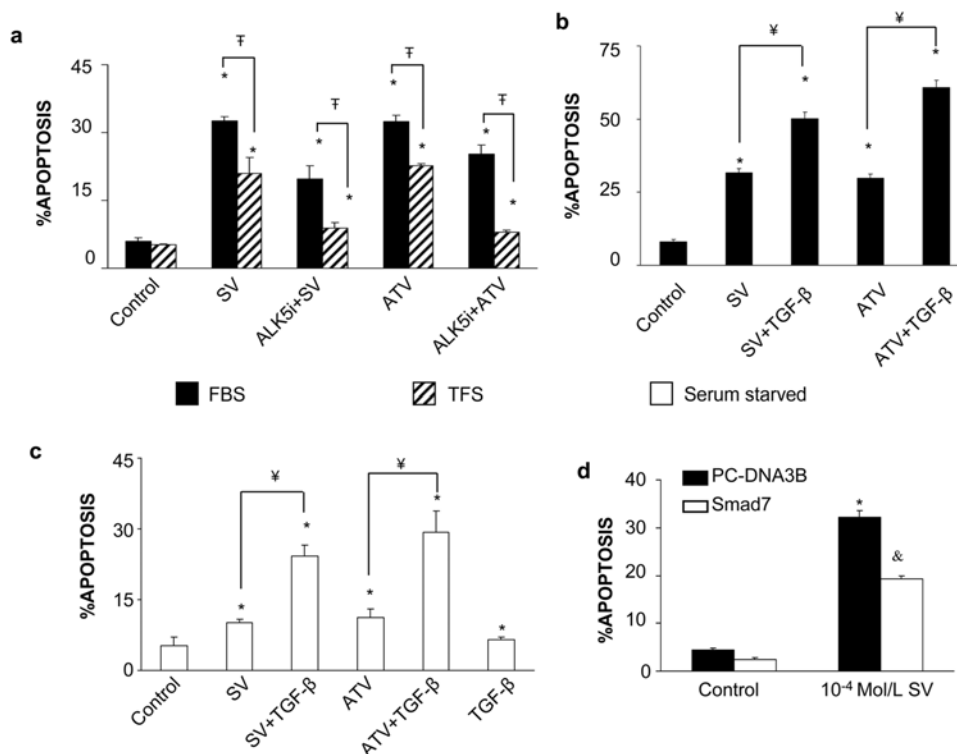 a
%APOPTOSIS
45
30
15
0
Ŧ
Ŧ
Ŧ
Ŧ
*
*
*
*
*
*
*
*
Control
SV
ALK5i+SV
ATV
ALK5i+ATV
b
%APOPTOSIS
75
50
25
0
¥
¥
*
*
*
*
Control
SV
SV+TGF-β
ATV
ATV+TGF-β
FBS
TFS
Serum starved
c
%APOPTOSIS
45
30
15
0
¥
¥
*
*
*
*
*
Control
SV
SV+TGF-β
ATV
ATV+TGF-β
TGF-β
d
PC-DNA3B
Smad7
%APOPTOSIS
40
30
20
10
0
*
&
Control
10⁻⁴ Mol/L SV